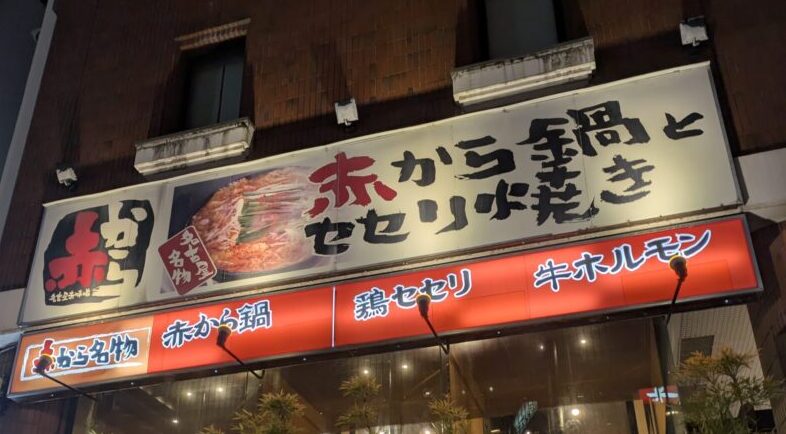 赤から鍋と
セセリ焼き
名古屋
名物
赤から
赤から名物
赤から鍋
鶏セセリ
牛ホルモン